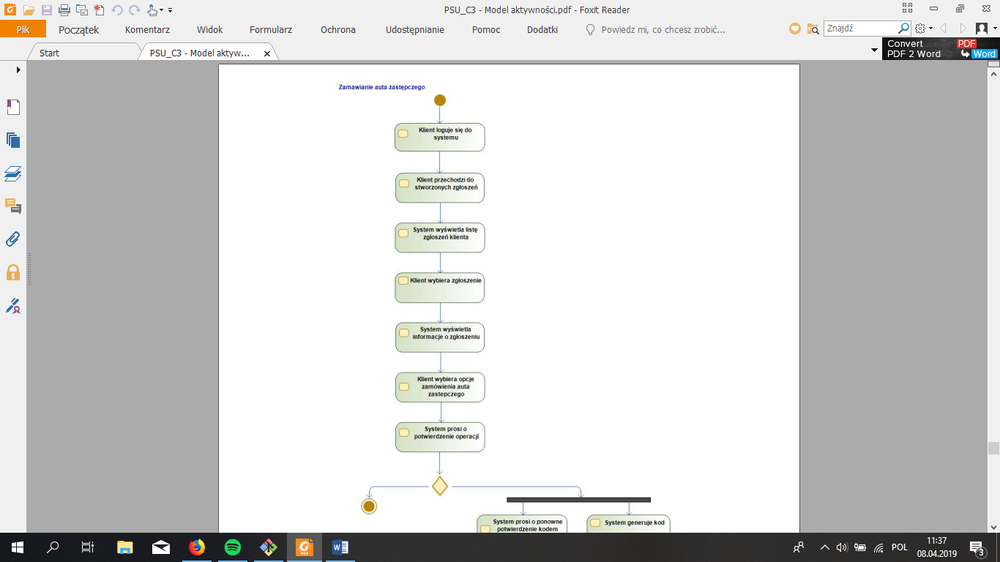 PSU_C3 - Model aktywności.pdf - Foxit Reader
Plik
Początek
Komentarz
Widok
Formularz
Ochrona
Udostępnianie
Pomoc
Dodatki
Powiedz mi, co chcesz zrobić...
Znajdź
Start
PSU_C3 - Model aktyw...
Convert
PDF 2 Word
PDF
Word
Zamawianie auta zastępczego
Klient loguje się do
systemu
Klient przechodzi do
stworzonych zgłoszeń
System wyświetla listę
zgłoszeń klienta
Klient wybiera zgłoszenie
System wyświetla
informacje o zgłoszeniu
Klient wybiera opcje
zamówienia auta
zastepczego
System prosi o
potwierdzenie operacji
System prosi o ponowne
potwierdzenie kodem
System generuje kod
POL
11:37
08.04.2019
3